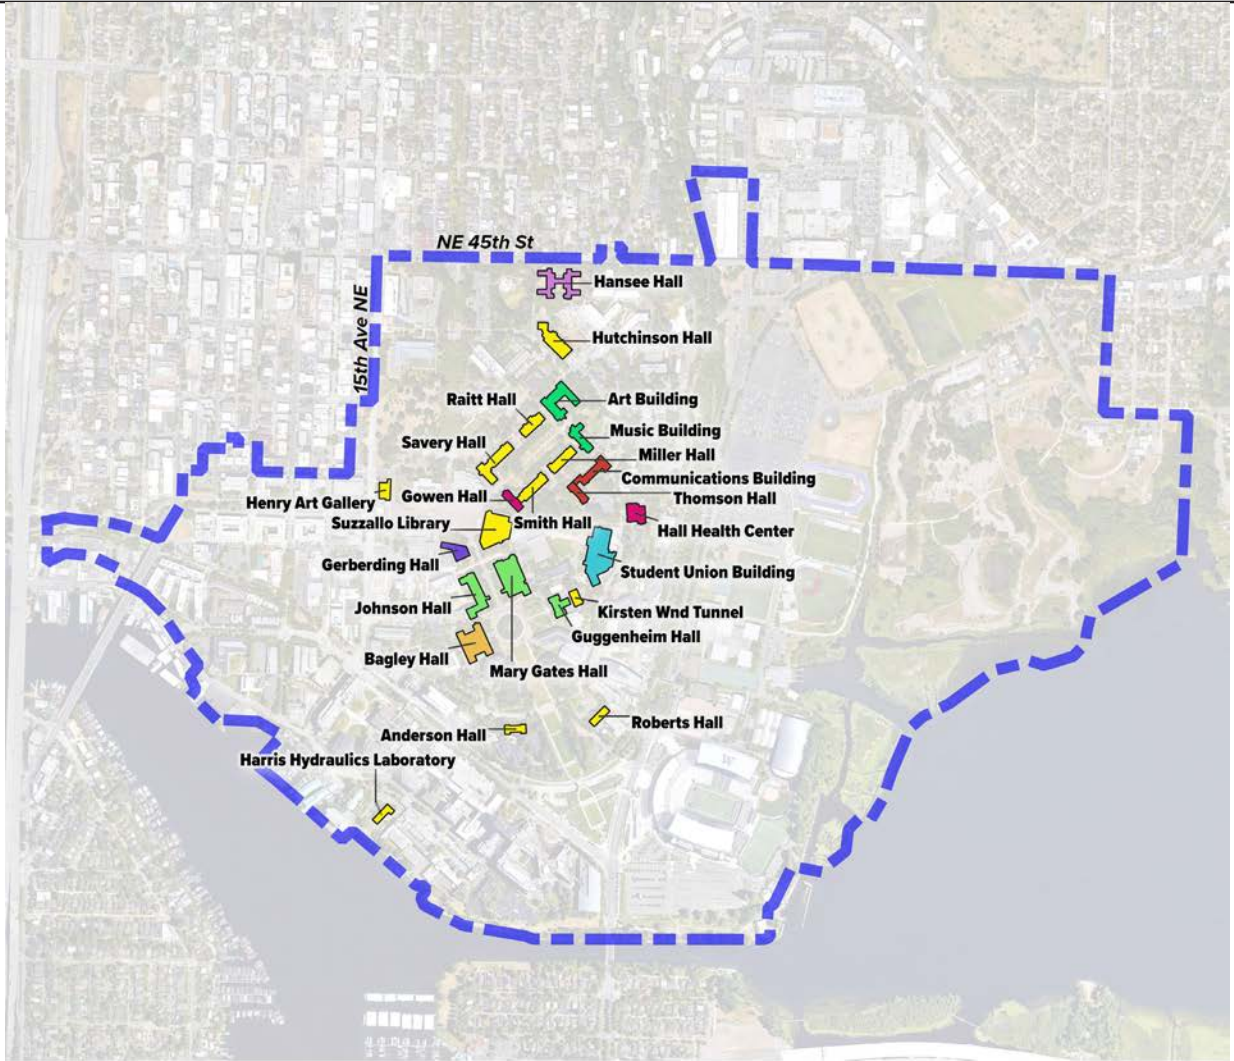 NE 45th St
15th Ave NE
Hansee Hall
Hutchinson Hall
Raitt Hall
Art Building
Savery Hall
Music Building
Miller Hall
Communications Building
Henry Art Gallery
Gowen Hall
Thomson Hall
Suzzallo Library
Smith Hall
Hall Health Center
Gerberding Hall
Student Union Building
Johnson Hall
Kirsten Wnd Tunnel
Guggenheim Hall
Bagley Hall
Mary Gates Hall
Roberts Hall
Anderson Hall
Harris Hydraulics Laboratory
W